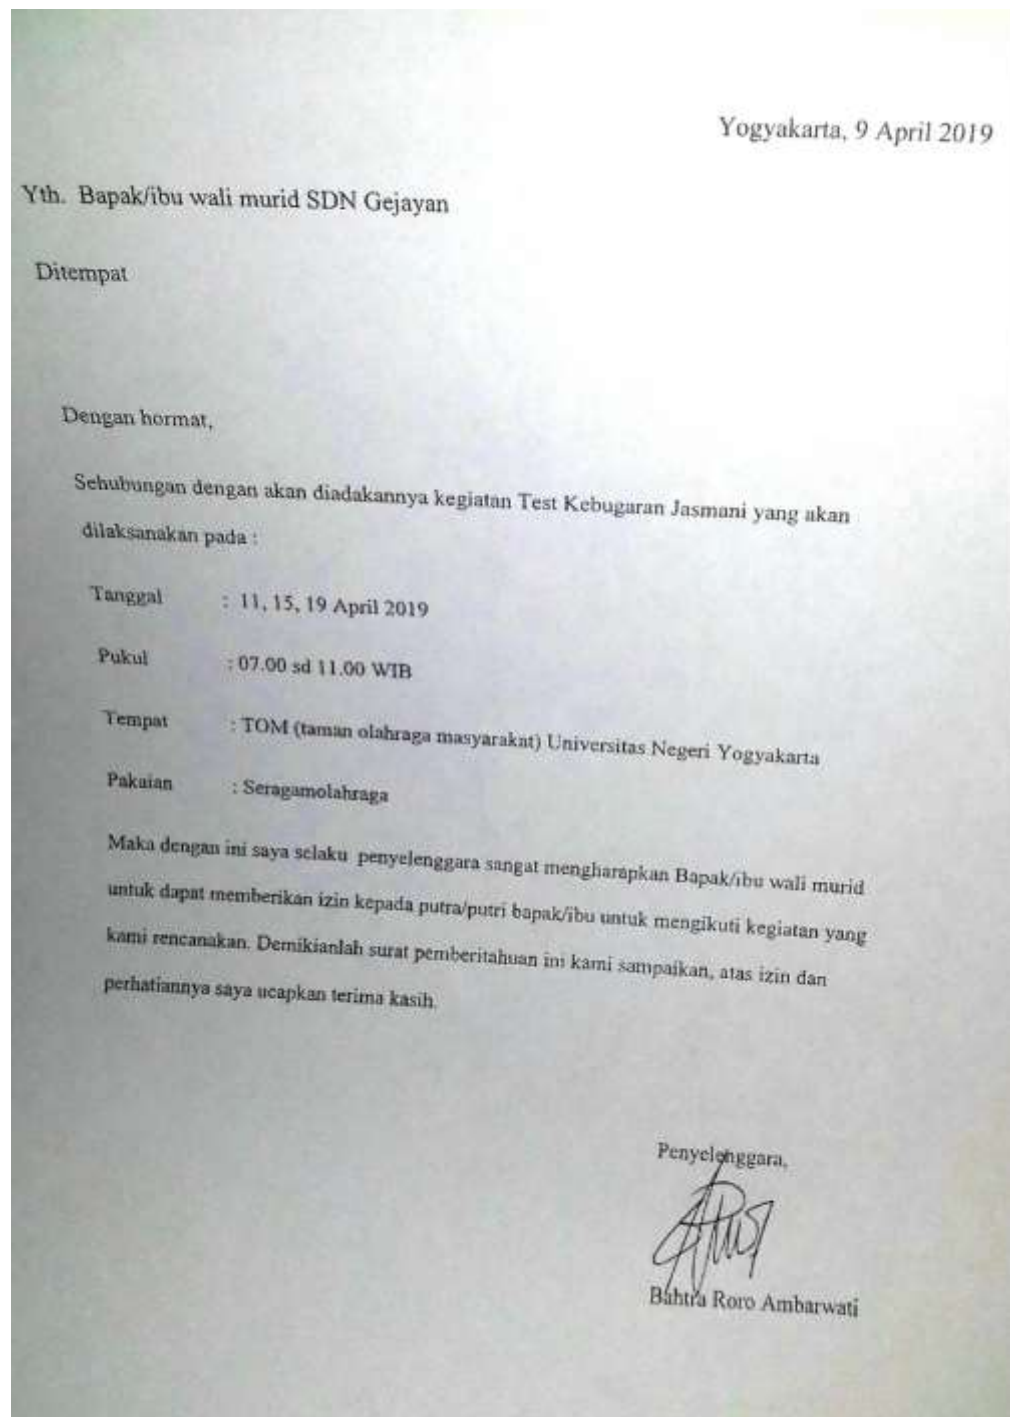 Yogyakarta, 9 April 2019
Yth. Bapak/ibu wali murid SDN Gejayan
Ditempat
Dengan hormat,
Sehubungan dengan akan diadakannya kegiatan Test Kebugaran Jasmani yang akan
dilaksanakan pada :
Tanggal : 11, 15, 19 April 2019
Pukul : 07.00 sd 11.00 WIB
Tempat : TOM (taman olahraga masyarakat) Universitas Negeri Yogyakarta
Pakaian : Seragamolahraga
Maka dengan ini saya selaku penyelenggara sangat mengharapkan Bapak/ibu wali murid
untuk dapat memberikan izin kepada putra/putri bapak/ibu untuk mengikuti kegiatan yang
kami rencanakan. Demikianlah surat pemberitahuan ini kami sampaikan, atas izin dan
perhatiannya saya ucapkan terima kasih.
Penyelenggara,
Bahtra Roro Ambarwati